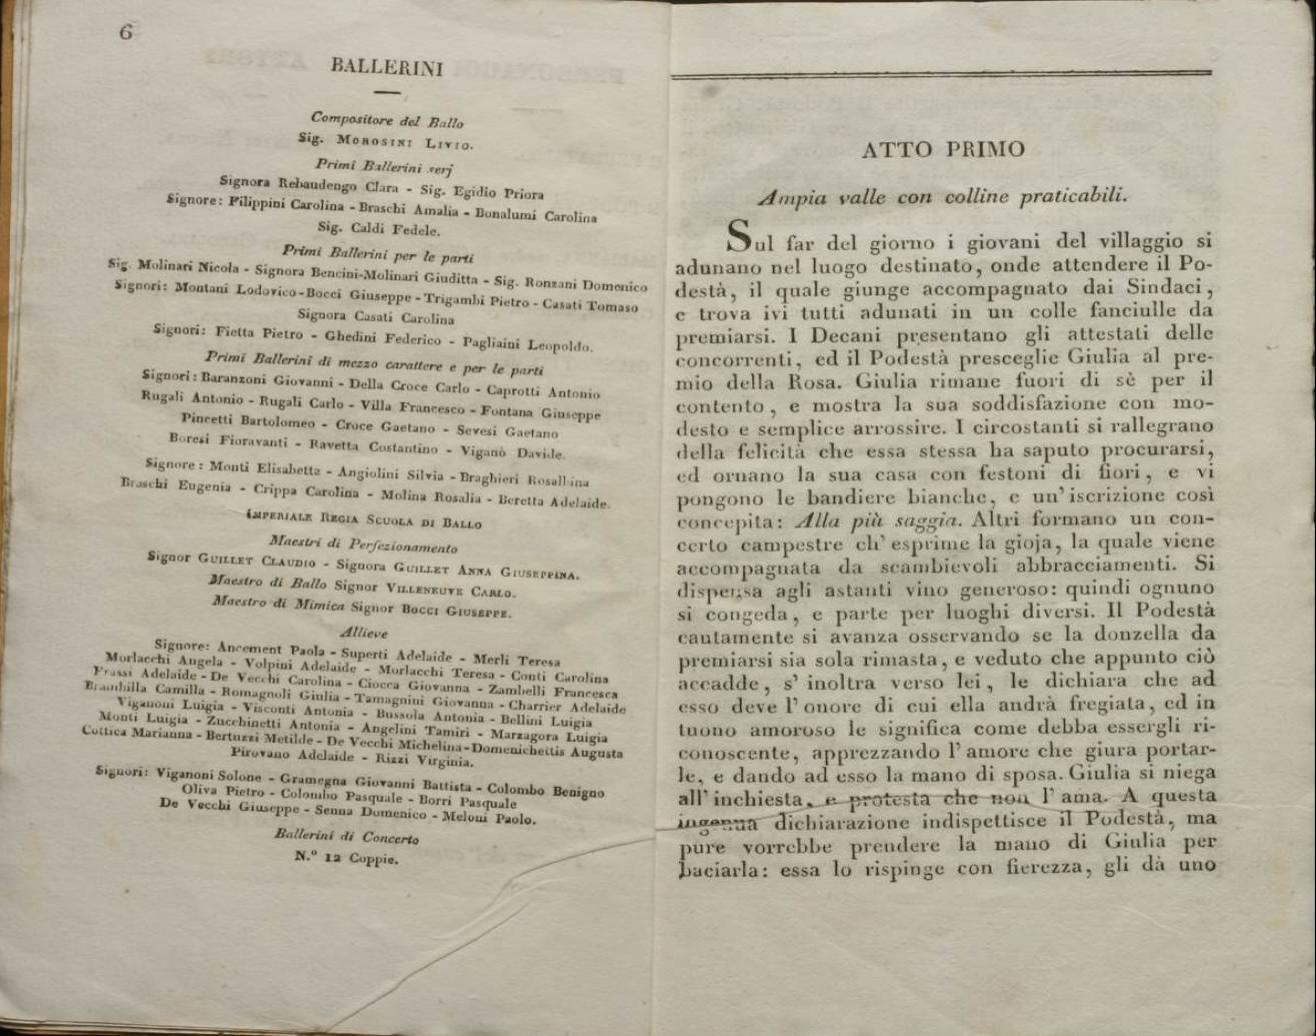 6
BALLERINI
Compositore del Ballo
Sig. MOROSINI LIVIO.
Primi Ballerini serj
Signora Rebaudengo Clara - Sig. Egidio Priora
Signore: Filippini Carolina - Braschi Amalia - Bonalumi Carolina
Sig. Caldi Fedele.
Primi Ballerini per le parti
Sig. Molinari Nicola - Signora Bencini-Molinari Giuditta - Sig. Ronzani Domenico
Signori: Montani Lodovico - Bocci Giuseppe - Trigambi Pietro - Casati Tomaso
Signora Casati Carolina
Signori: Fietta Pietro - Ghedini Federico - Pagliaini Leopoldo.
Primi Ballerini di mezzo carattere e per le parti
Signori: Baranzoni Giovanni - Della Croce Carlo - Caprotti Antonio
Rugali Antonio - Rugali Carlo - Villa Francesco - Fontana Giuseppe
Pincetti Bartolomeo - Croce Gaetano - Sevesi Gaetano
Boresi Fioravanti - Ravetta Costantino - Viganò Davide.
Signore: Monti Elisabetta - Angiolini Silvia - Braghieri Rosalbina
Braschi Eugenia - Crippa Carolina - Molina Rosalia - Beretta Adelaide.
IMPERIALE REGIA SCUOLA DI BALLO
Maestri di Perfezionamento
Signor GUILLET CLAUDIO - Signora GUILLET ANNA GIUSEPPINA.
Maestro di Ballo Signor VILLENEUVE CARLO.
Maestro di Mimica Signor BOCCI GIUSEPPE.
Allieve
Signore: Ancement Paola - Superti Adelaide - Merli Teresa
Morlacchi Angela - Volpini Adelaide - Morlacchi Teresa - Conti Carolina
Frassi Adelaide - De Vecchi Carolina - Ciocca Giovanna - Zambelli Francesca
Brambilla Camilla - Romagnoli Giulia - Tamagnini Giovanna - Charrier Adelaide
Viganoni Luigia - Visconti Antonia - Bussola Antonia - Bellini Luigia
Monti Luigia - Zucchinetti Antonia - Angelini Tamiri - Marzagora Luigia
Cottica Marianna - Bertuzzi Metilde - De Vecchi Michelina - Domenichettis Augusta
Pirovano Adelaide - Rizzi Virginia.
Signori: Viganoni Solone - Gramegna Giovanni Battista - Colombo Benigno
Oliva Pietro - Colombo Pasquale - Borri Pasquale
De Vecchi Giuseppe - Senna Domenico - Meloni Paolo.
Ballerini di Concerto
N.º 12 Coppie.
ATTO PRIMO
Ampia valle con colline praticabili.
Sul far del giorno i giovani del villaggio si
adunano nel luogo destinato, onde attendere il Po-
destà, il quale giunge accompagnato dai Sindaci,
e trova ivi tutti adunati in un colle fanciulle da
premiarsi. I Decani presentano gli attestati delle
concorrenti, ed il Podestà presceglie Giulia al pre-
mio della Rosa. Giulia rimane fuori di sè per il
contento, e mostra la sua soddisfazione con mo-
desto e semplice arrossire. I circostanti si rallegrano
della felicità che essa stessa ha saputo procurarsi,
ed ornano la sua casa con festoni di fiori, e vi
pongono le bandiere bianche, e un' iscrizione così
concepita: Alla più saggia. Altri formano un con-
certo campestre ch' esprime la gioja, la quale viene
accompagnata da scambievoli abbracciamenti. Si
dispensa agli astanti vino generoso: quindi ognuno
si congeda, e parte per luoghi diversi. Il Podestà
cautamente si avanza osservando se la donzella da
premiarsi sia sola rimasta, e veduto che appunto ciò
accadde, s' inoltra verso lei, le dichiara che ad
esso deve l' onore di cui ella andrà fregiata, ed in
tuono amoroso le significa come debba essergli ri-
conoscente, apprezzando l' amore che giura portar-
le, e dando ad esso la mano di sposa. Giulia si niega
all' inchiesta, e protesta che non l' ama. A questa
ingenua dichiarazione indispettisce il Podestà, ma
pure vorrebbe prendere la mano di Giulia per
baciarla: essa lo rispinge con fierezza, gli dà uno